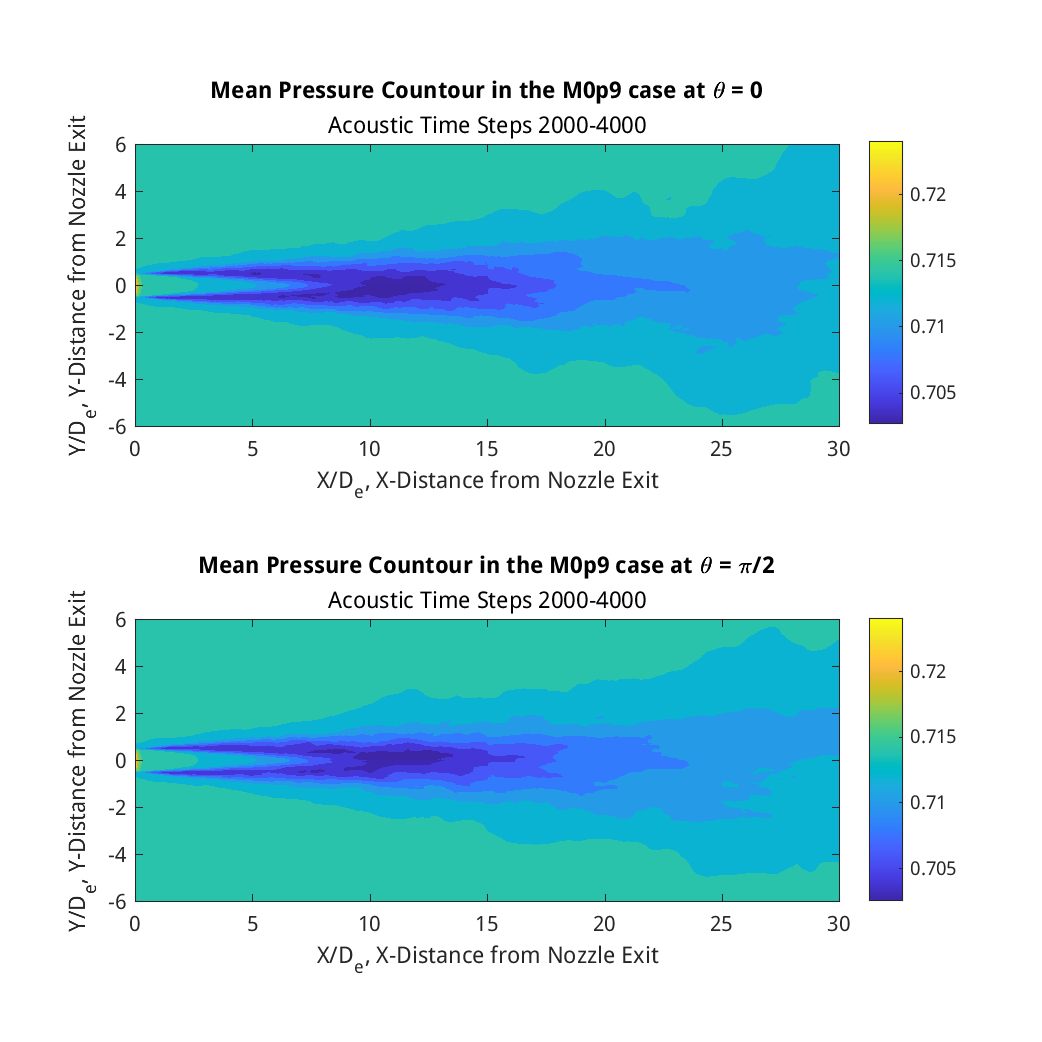 Mean Pressure Countour in the M0p9 case at θ = 0
Acoustic Time Steps 2000-4000
Y/Dₑ, Y-Distance from Nozzle Exit
6
4
2
0
-2
-4
-6
0 5 10 15 20 25 30
X/Dₑ, X-Distance from Nozzle Exit
0.72
0.715
0.71
0.705
Mean Pressure Countour in the M0p9 case at θ = π/2
Acoustic Time Steps 2000-4000
Y/Dₑ, Y-Distance from Nozzle Exit
6
4
2
0
-2
-4
-6
0 5 10 15 20 25 30
X/Dₑ, X-Distance from Nozzle Exit
0.72
0.715
0.71
0.705